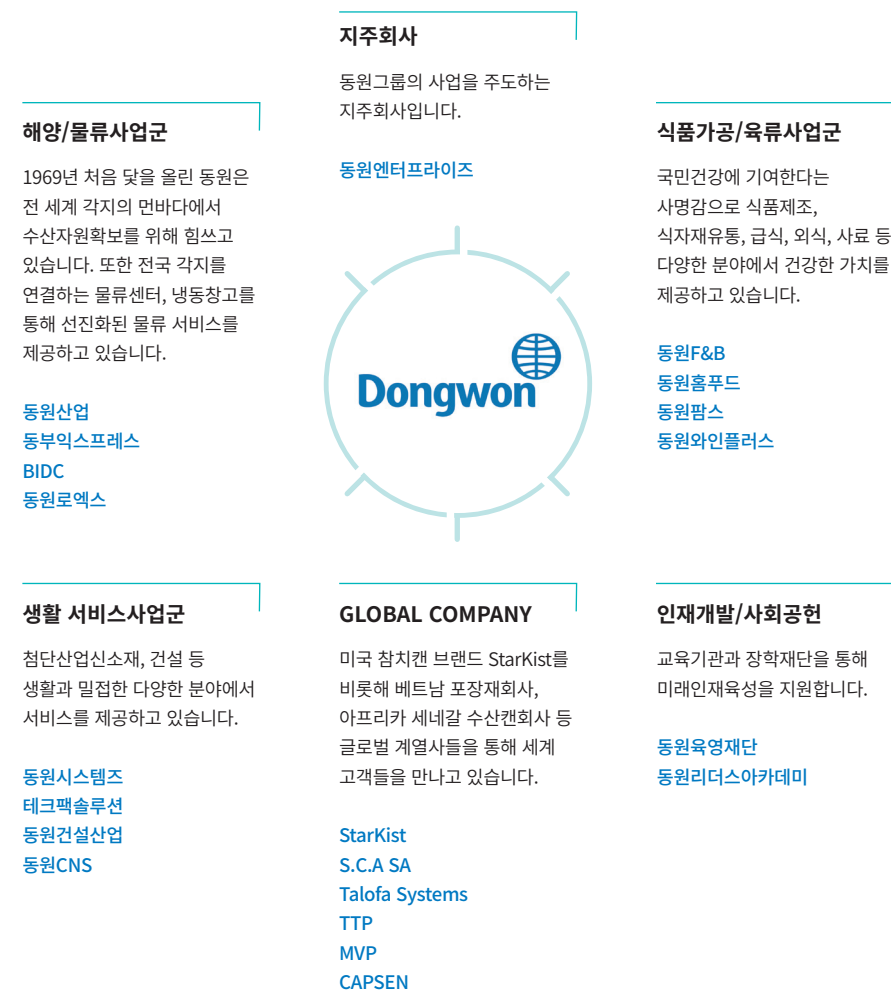 지주회사
동원그룹의 사업을 주도하는
지주회사입니다.
동원엔터프라이즈
해양/물류사업군
1969년 처음 닻을 올린 동원은
전 세계 각지의 먼바다에서
수산자원확보를 위해 힘쓰고
있습니다. 또한 전국 각지를
연결하는 물류센터, 냉동창고를
통해 선진화된 물류 서비스를
제공하고 있습니다.
동원산업
동부익스프레스
BIDC
동원로엑스
Dongwon
식품가공/육류사업군
국민건강에 기여한다는
사명감으로 식품제조,
식자재유통, 급식, 외식, 사료 등
다양한 분야에서 건강한 가치를
제공하고 있습니다.
동원F&B
동원홈푸드
동원팜스
동원와인플러스
생활 서비스사업군
첨단산업신소재, 건설 등
생활과 밀접한 다양한 분야에서
서비스를 제공하고 있습니다.
동원시스템즈
테크팩솔루션
동원건설산업
동원CNS
GLOBAL COMPANY
미국 참치캔 브랜드 StarKist를
비롯해 베트남 포장재회사,
아프리카 세네갈 수산캔회사 등
글로벌 계열사들을 통해 세계
고객들을 만나고 있습니다.
StarKist
S.C.A SA
Talofa Systems
TTP
MVP
CAPSEN
인재개발/사회공헌
교육기관과 장학재단을 통해
미래인재육성을 지원합니다.
동원육영재단
동원리더스아카데미